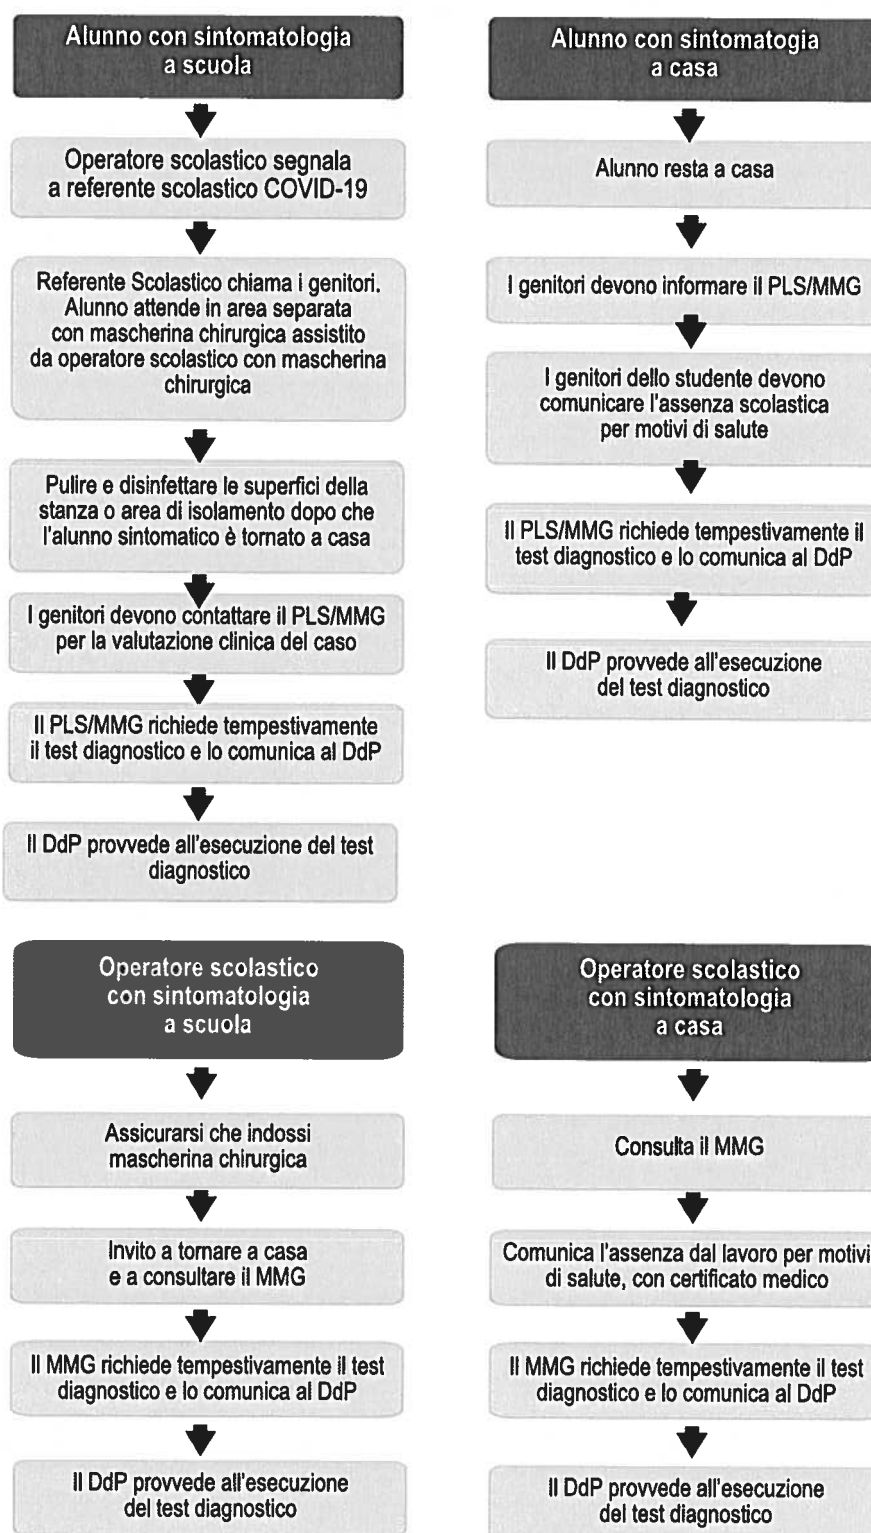 Alunno con sintomatologia
a scuola
Operatore scolastico segnala
a referente scolastico COVID-19
Referente Scolastico chiama i genitori.
Alunno attende in area separata
con mascherina chirurgica assistito
da operatore scolastico con mascherina
chirurgica
Pulire e disinfettare le superfici della
stanza o area di isolamento dopo che
l'alunno sintomatico è tornato a casa
I genitori devono contattare il PLS/MMG
per la valutazione clinica del caso
Il PLS/MMG richiede tempestivamente
il test diagnostico e lo comunica al DdP
Il DdP provvede all'esecuzione del test
diagnostico
Alunno con sintomatogia
a casa
Alunno resta a casa
I genitori devono informare il PLS/MMG
I genitori dello studente devono
comunicare l'assenza scolastica
per motivi di salute
Il PLS/MMG richiede tempestivamente il
test diagnostico e lo comunica al DdP
Il DdP provvede all'esecuzione
del test diagnostico
Operatore scolastico
con sintomatologia
a scuola
Assicurarsi che indossi
mascherina chirurgica
Invito a tornare a casa
e a consultare il MMG
Il MMG richiede tempestivamente il test
diagnostico e lo comunica al DdP
Il DdP provvede all'esecuzione
del test diagnostico
Operatore scolastico
con sintomatologia
a casa
Consulta il MMG
Comunica l'assenza dal lavoro per motivi
di salute, con certificato medico
Il MMG richiede tempestivamente il test
diagnostico e lo comunica al DdP
Il DdP provvede all'esecuzione
del test diagnostico